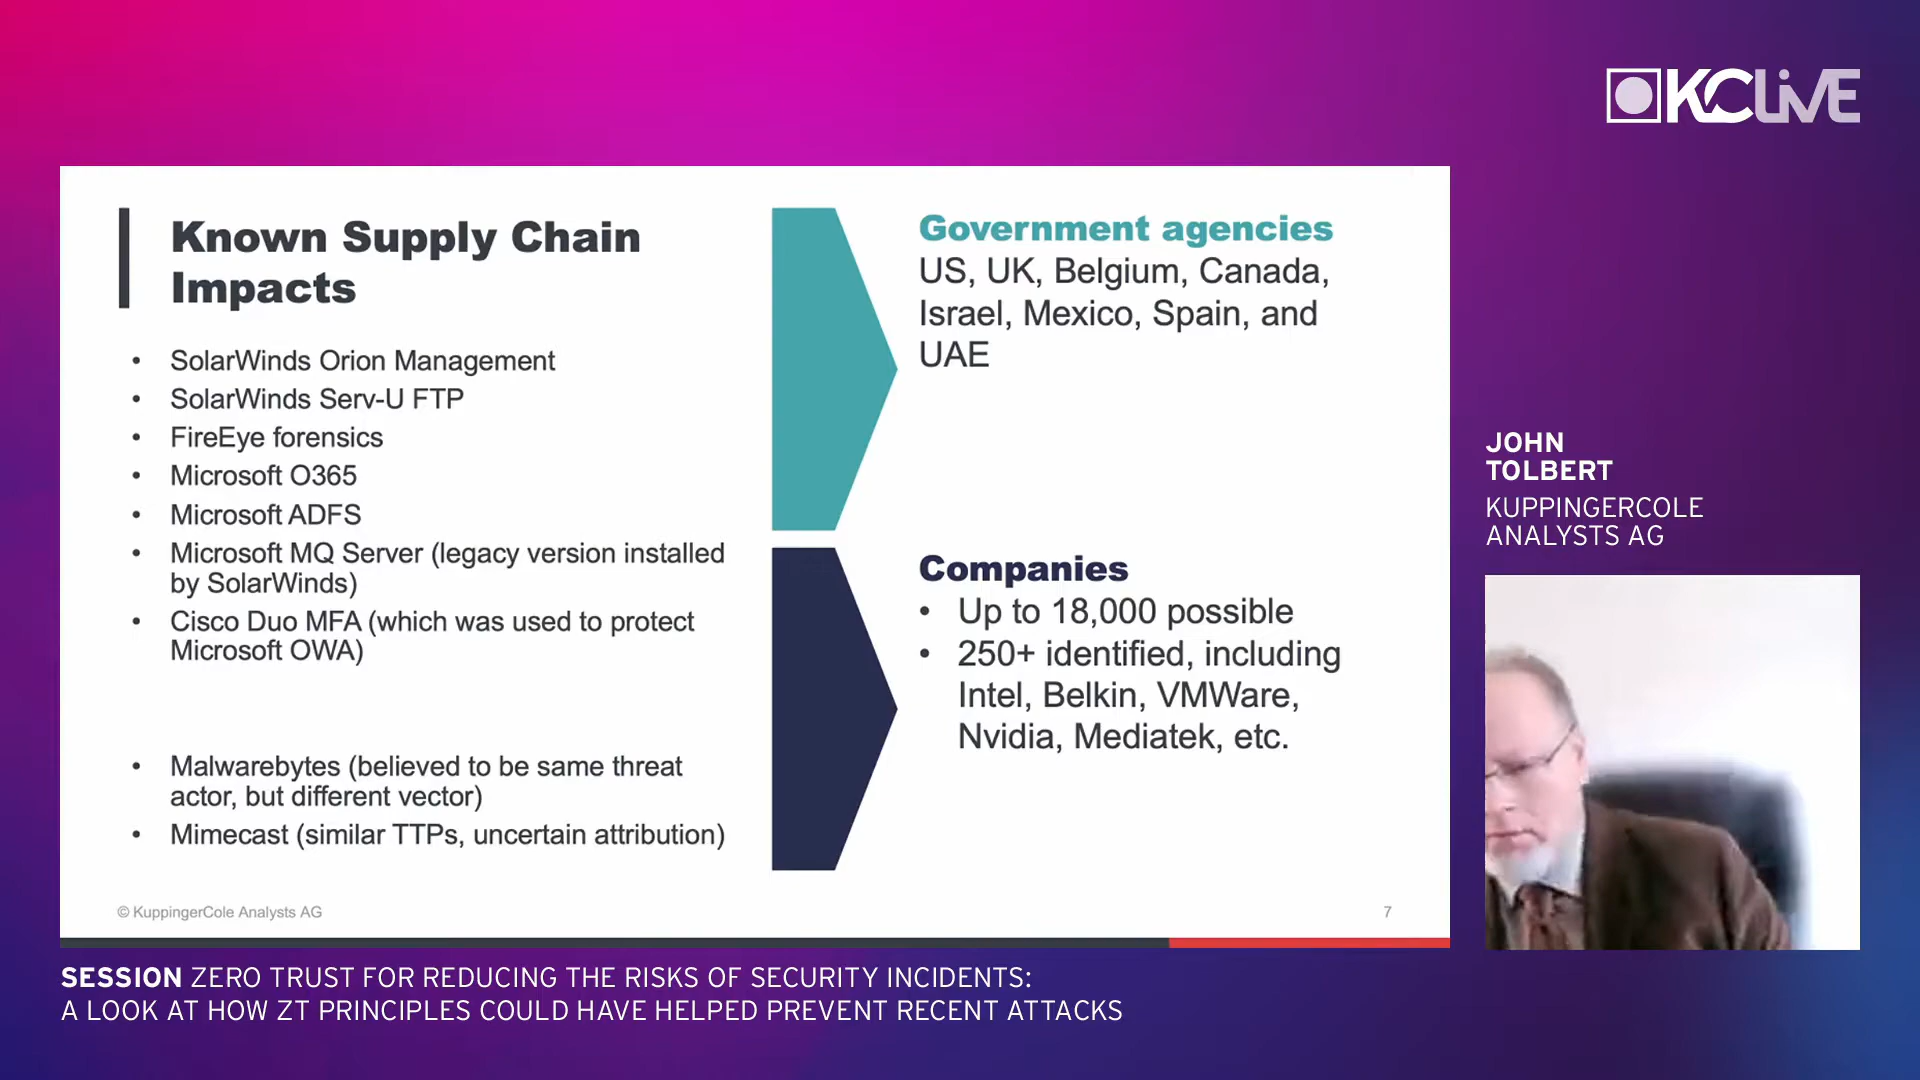 KCLIVE
Known Supply Chain
Impacts
• SolarWinds Orion Management
• SolarWinds Serv-U FTP
• FireEye forensics
• Microsoft O365
• Microsoft ADFS
• Microsoft MQ Server (legacy version installed
by SolarWinds)
• Cisco Duo MFA (which was used to protect
Microsoft OWA)
• Malwarebytes (believed to be same threat
actor, but different vector)
• Mimecast (similar TTPs, uncertain attribution)
Government agencies
US, UK, Belgium, Canada,
Israel, Mexico, Spain, and
UAE
Companies
• Up to 18,000 possible
• 250+ identified, including
Intel, Belkin, VMWare,
Nvidia, Mediatek, etc.
© KuppingerCole Analysts AG
7
JOHN
TOLBERT
KUPPINGERCOLE
ANALYSTS AG
SESSION ZERO TRUST FOR REDUCING THE RISKS OF SECURITY INCIDENTS:
A LOOK AT HOW ZT PRINCIPLES COULD HAVE HELPED PREVENT RECENT ATTACKS